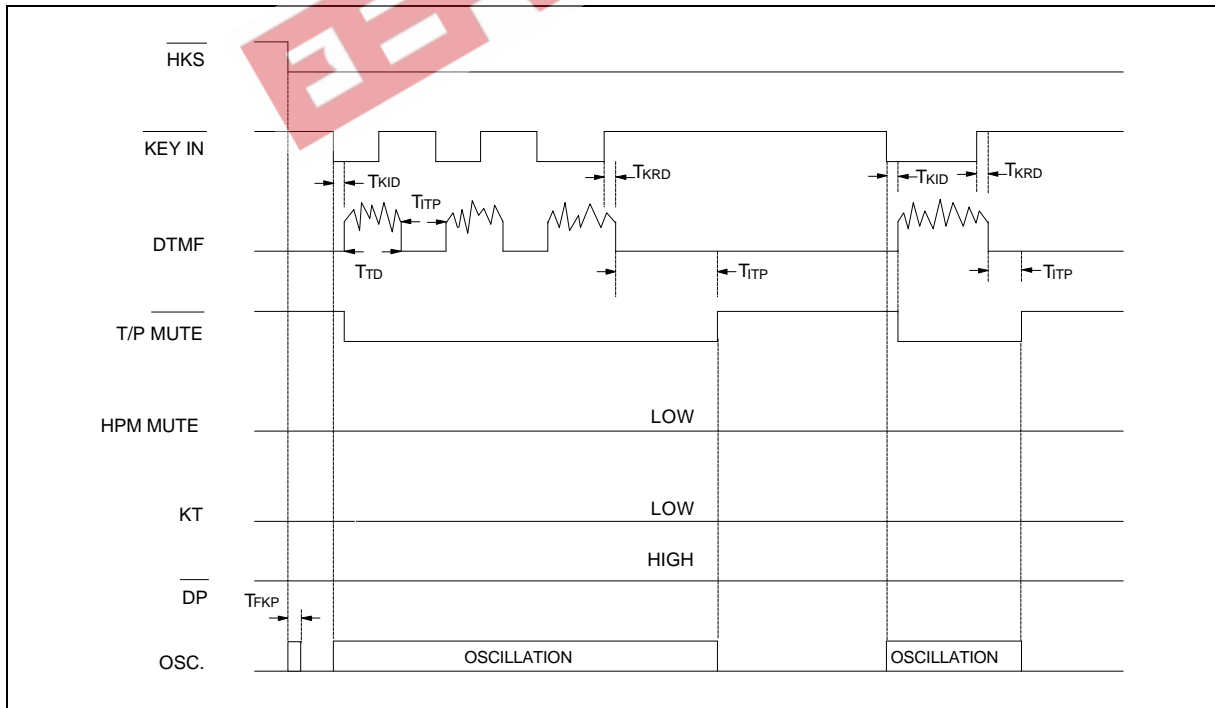 HKS
KEY IN
TKID
TKRD
TKID
TKRD
TITP
DTMF
TTD
TITP
TITP
T/P MUTE
HPM MUTE
LOW
KT
LOW
HIGH
DP
TFKP
OSC.
OSCILLATION
OSCILLATION